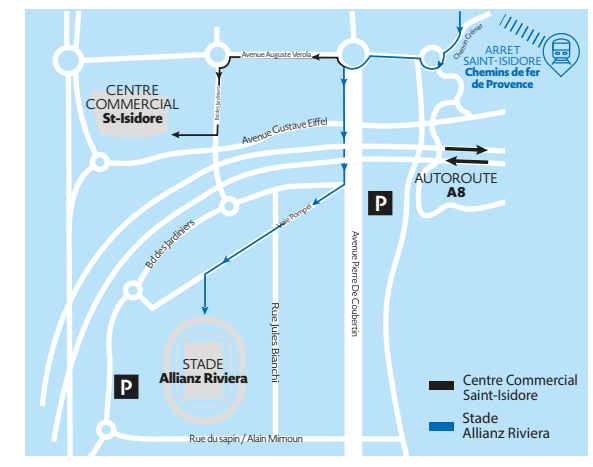 Chemin Crémat
ARRET
SAINT-ISIDORE
Chemins de fer
de Provence
Avenue Auguste Verola
CENTRE
COMMERCIAL
St-Isidore
Bd des Jardiniers
Avenue Gustave Eiffel
AUTOROUTE
A8
P
Voie Pompei
Bd des Jardiniers
Avenue Pierre De Coubertin
Rue Jules Bianchi
STADE
Allianz Riviera
P
Centre Commercial
Saint-Isidore
Stade
Allianz Riviera
Rue du sapin / Alain Mimoun